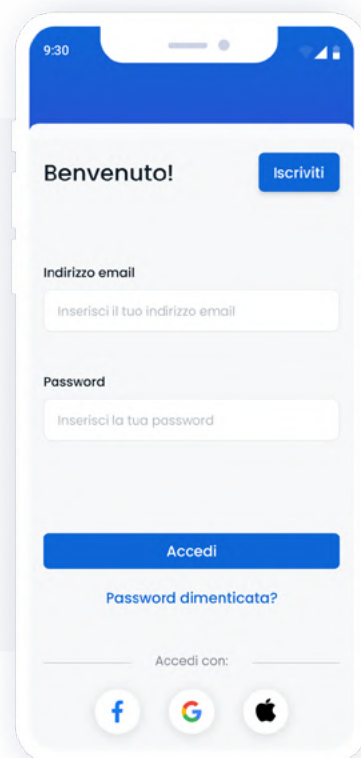 9:30
Benvenuto!
Iscriviti
Indirizzo email
Inserisci il tuo indirizzo email
Password
Inserisci la tua password
Accedi
Password dimenticata?
Accedi con: